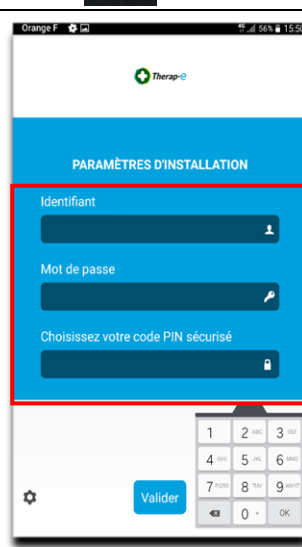 Orange F 4G 56% 15:50
Therap-e
PARAMÈTRES D'INSTALLATION
Identifiant
Mot de passe
Choisissez votre code PIN sécurisé
1 2 ABC 3 DEF
4 GHI 5 JKL 6 MNO
7 PQRS 8 TUV 9 WXYZ
Valider
0 + OK